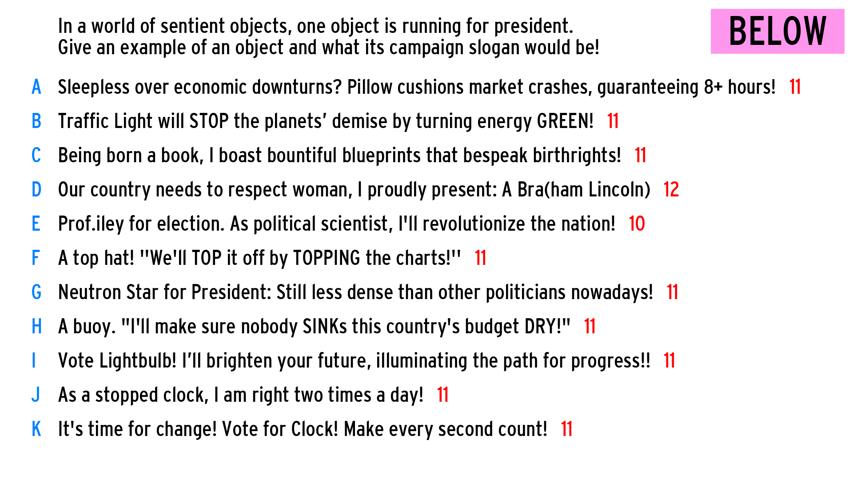 In a world of sentient objects, one object is running for president.
Give an example of an object and what its campaign slogan would be!
BELOW
A Sleepless over economic downturns? Pillow cushions market crashes, guaranteeing 8+ hours! 11
B Traffic Light will STOP the planets' demise by turning energy GREEN! 11
C Being born a book, I boast bountiful blueprints that bespeak birthrights! 11
D Our country needs to respect woman, I proudly present: A Bra(ham Lincoln) 12
E Prof.iley for election. As political scientist, I'll revolutionize the nation! 10
F A top hat! "We'll TOP it off by TOPPING the charts!" 11
G Neutron Star for President: Still less dense than other politicians nowadays! 11
H A buoy. "I'll make sure nobody SINKs this country's budget DRY!" 11
I Vote Lightbulb! I'll brighten your future, illuminating the path for progress!! 11
J As a stopped clock, I am right two times a day! 11
K It's time for change! Vote for Clock! Make every second count! 11